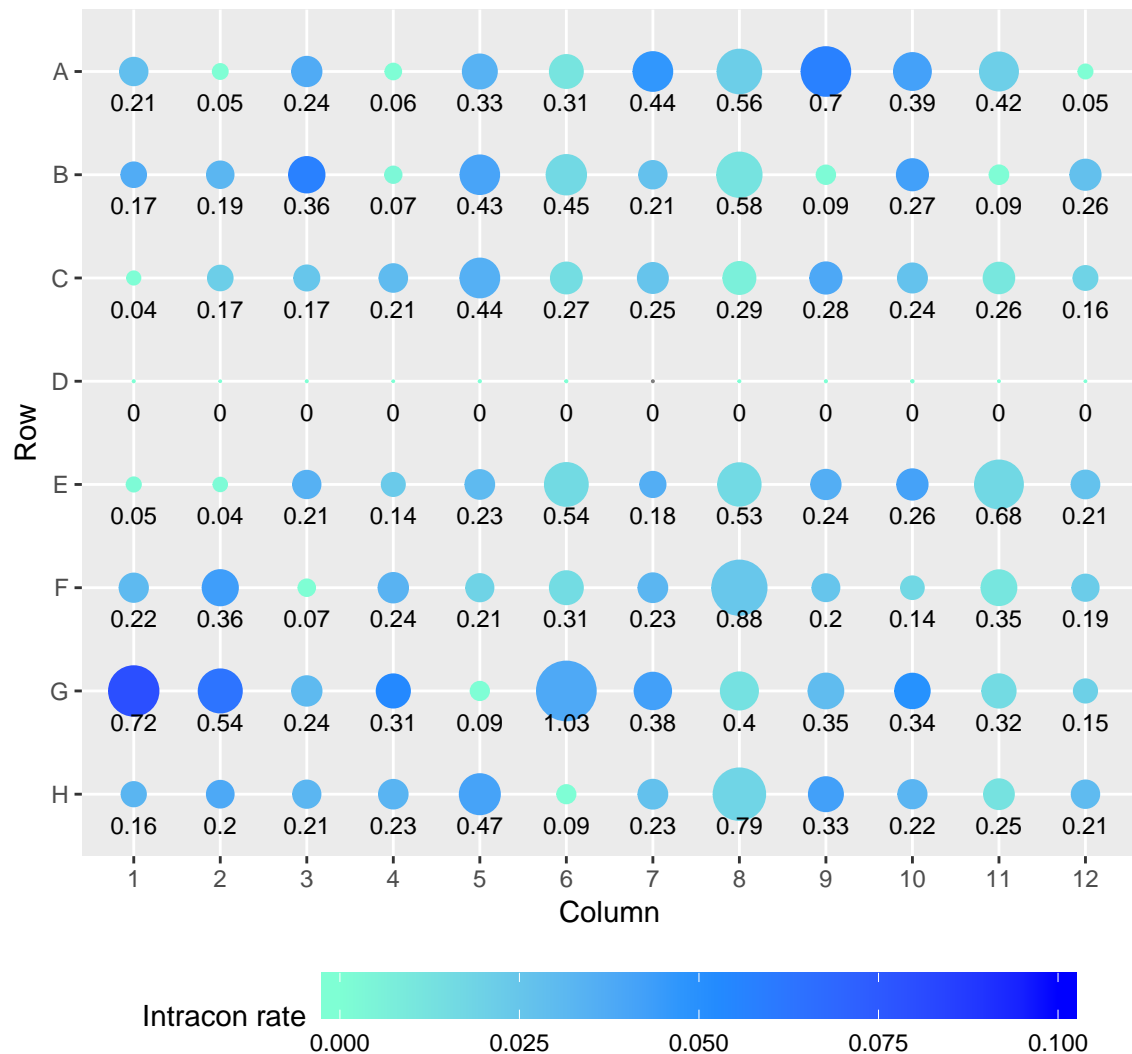 A
0.21 0.05 0.24 0.06 0.33 0.31 0.44 0.56 0.7 0.39 0.42 0.05
B
0.17 0.19 0.36 0.07 0.43 0.45 0.21 0.58 0.09 0.27 0.09 0.26
C
0.04 0.17 0.17 0.21 0.44 0.27 0.25 0.29 0.28 0.24 0.26 0.16
D
0 0 0 0 0 0 0 0 0 0 0 0
Row
E
0.05 0.04 0.21 0.14 0.23 0.54 0.18 0.53 0.24 0.26 0.68 0.21
F
0.22 0.36 0.07 0.24 0.21 0.31 0.23 0.88 0.2 0.14 0.35 0.19
G
0.72 0.54 0.24 0.31 0.09 1.03 0.38 0.4 0.35 0.34 0.32 0.15
H
0.16 0.2 0.21 0.23 0.47 0.09 0.23 0.79 0.33 0.22 0.25 0.21
1 2 3 4 5 6 7 8 9 10 11 12
Column
Intracon rate
0.000 0.025 0.050 0.075 0.100